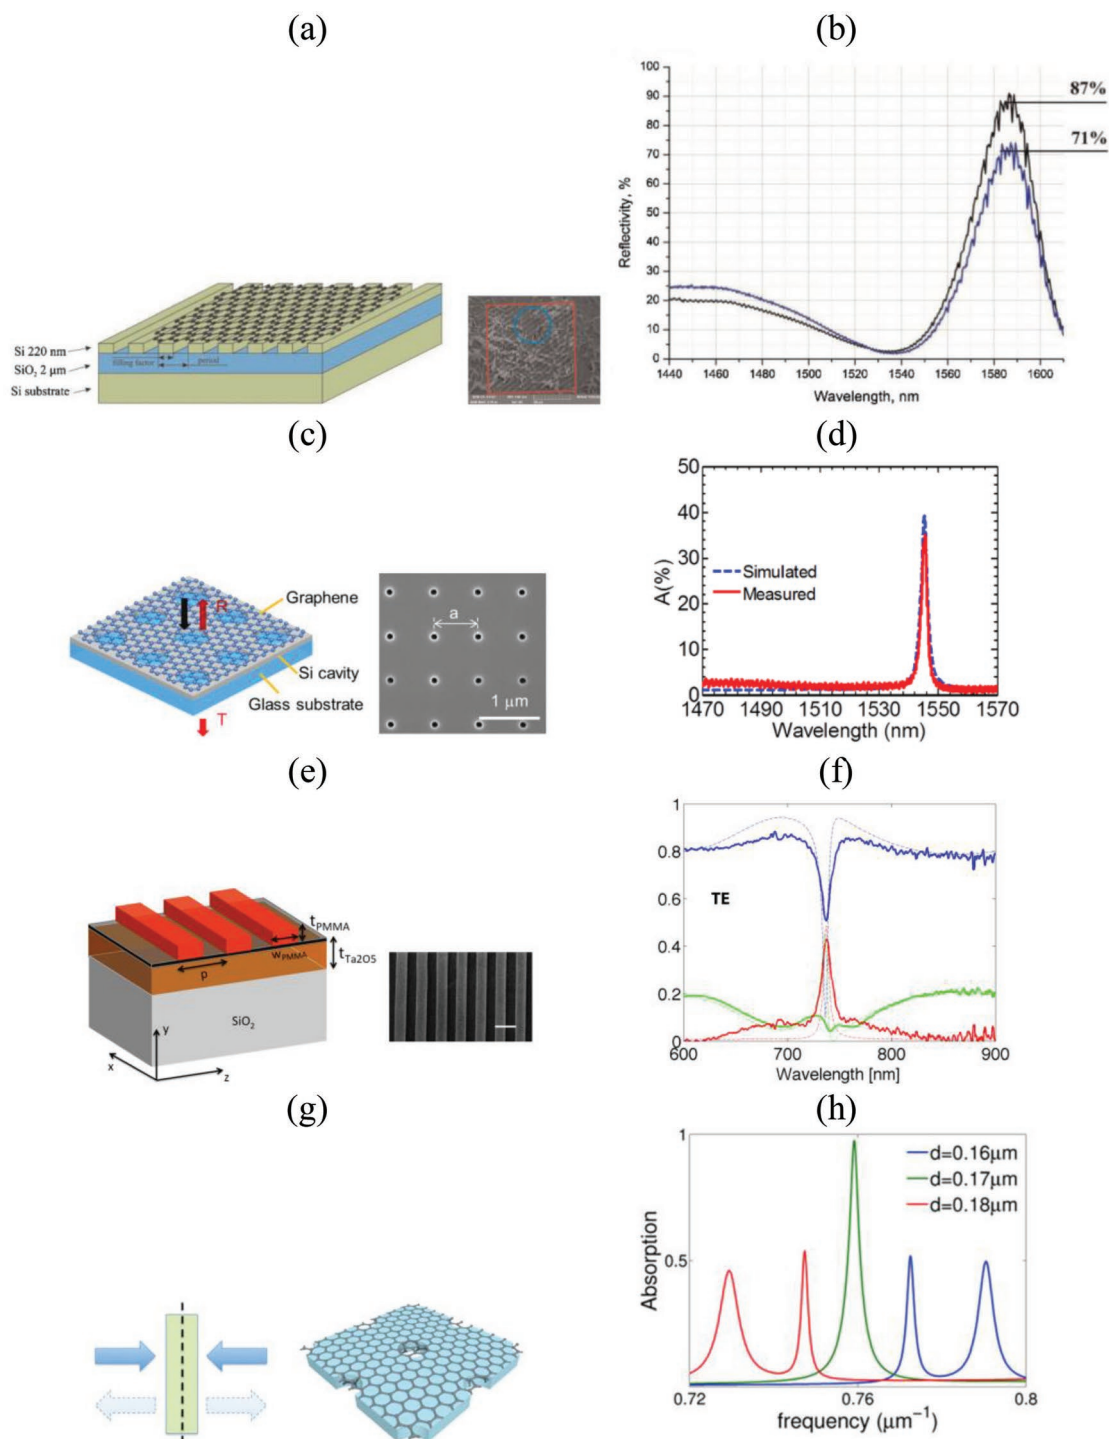 (a)
Si 220 nm
SiO₂ 2 μm
Si substrate
filling factor
period
(b)
100
90
80
70
60
50
40
30
20
10
0
Reflectivity, %
87%
71%
1440 1460 1480 1500 1520 1540 1560 1580 1600
Wavelength, nm
(c)
R
Graphene
Si cavity
Glass substrate
T
a
1 μm
(d)
50
40
30
20
10
0
A(%)
Simulated
Measured
1470 1490 1510 1530 1550 1570
Wavelength (nm)
(e)
tPMMA
wPMMA
tTa2O5
p
SiO₂
y
x
z
(f)
1
0.8
0.6
0.4
0.2
0
TE
600 700 800 900
Wavelength [nm]
(g)
(h)
1
0.5
Absorption
d=0.16μm
d=0.17μm
d=0.18μm
0.72 0.76 0.8
frequency (μm⁻¹)